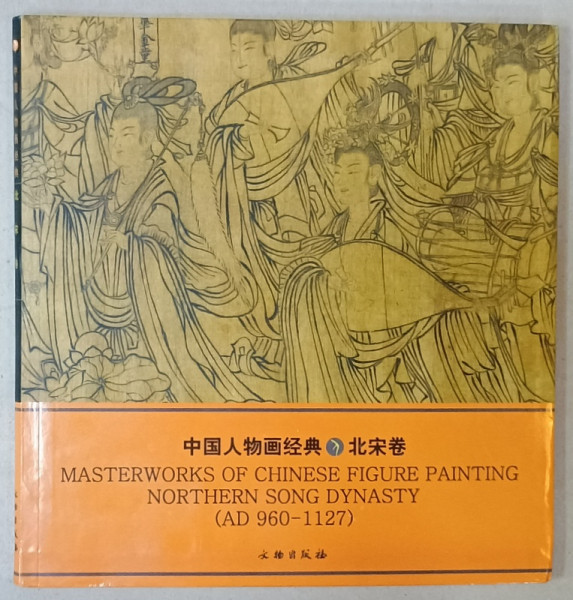 中国人物画经典 北宋卷
MASTERWORKS OF CHINESE FIGURE PAINTING
NORTHERN SONG DYNASTY
(AD 960-1127)
文物出版社